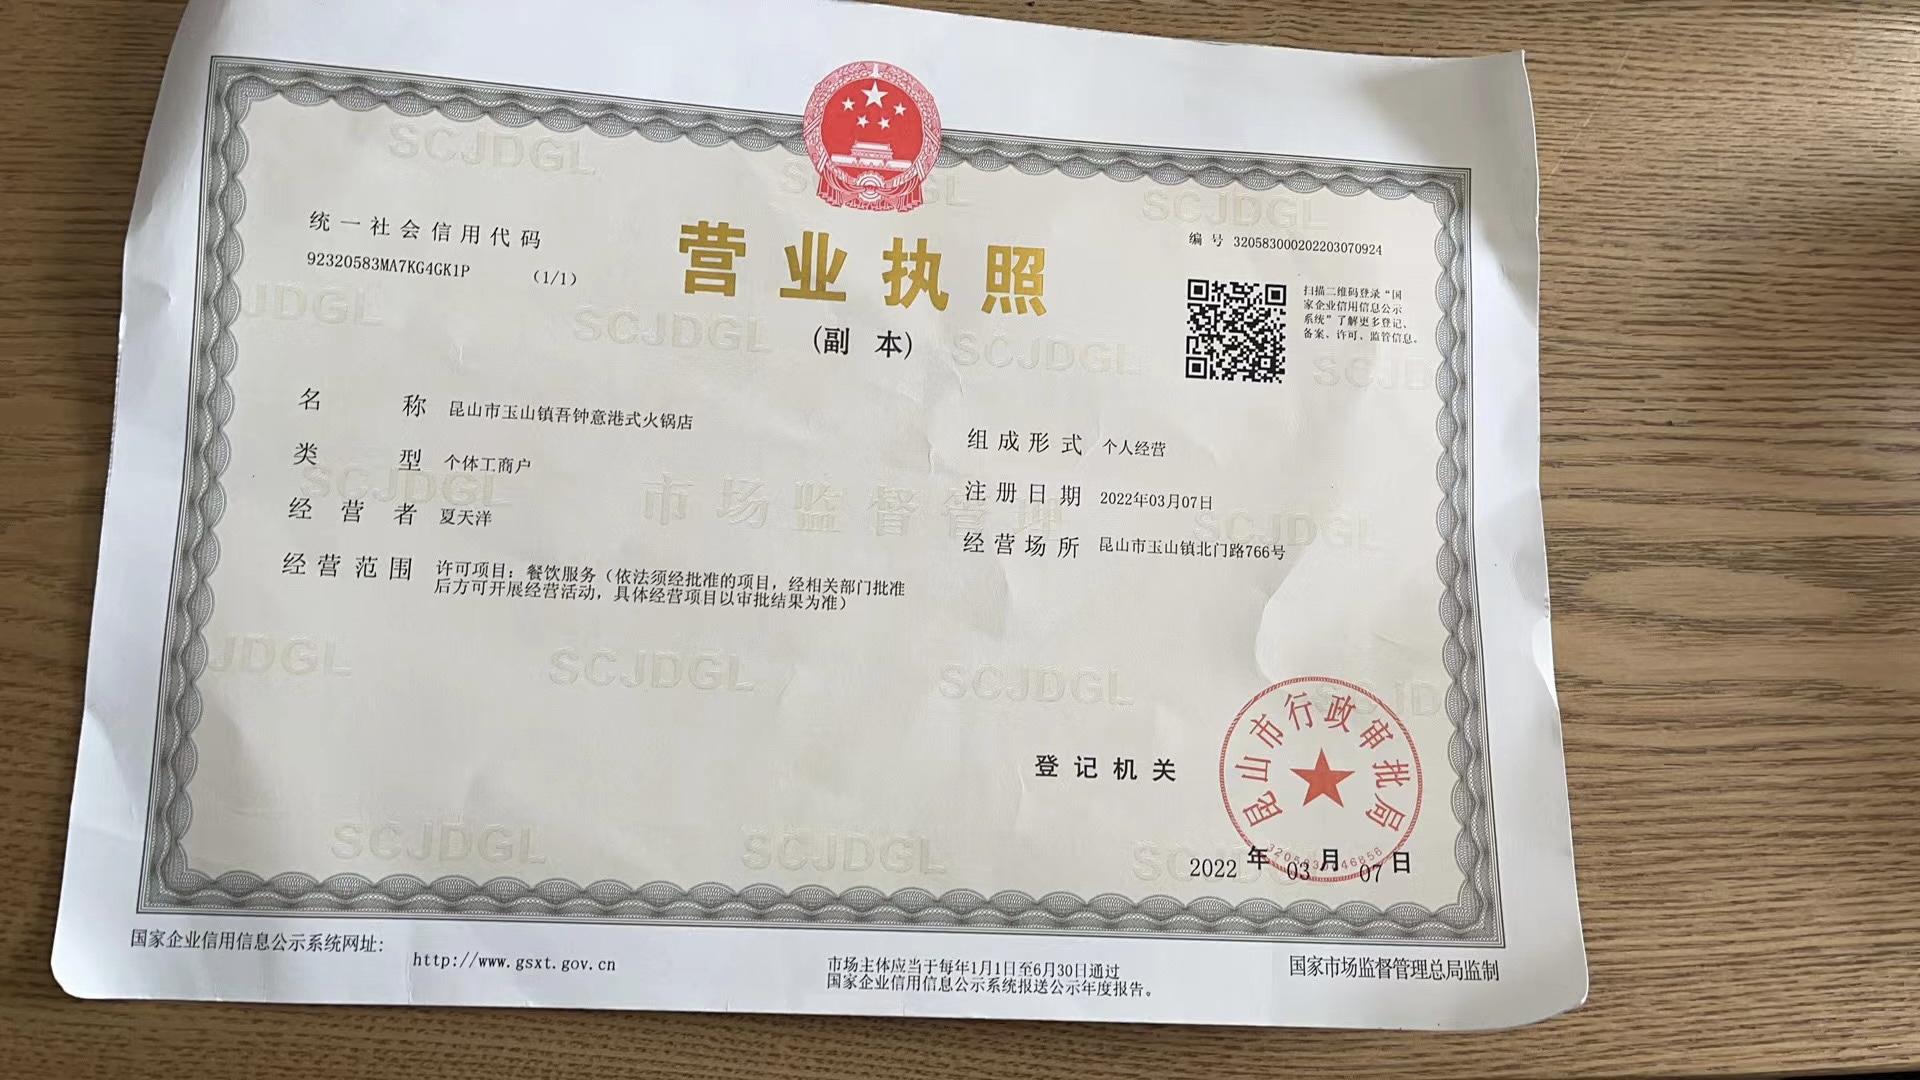 统一社会信用代码
92320583MA7KG4GK1P (1/1)
营业执照
(副 本)
编号 320583000202203070924
扫描二维码登录“国
家企业信用信息公示
系统”了解更多登记、
备案、许可、监管信息。
名称 昆山市玉山镇吾钟意港式火锅店
类型 个体工商户
经营者 夏天洋
经营范围 许可项目：餐饮服务（依法须经批准的项目，经相关部门批准
后方可开展经营活动，具体经营项目以审批结果为准）
组成形式 个人经营
注册日期 2022年03月07日
经营场所 昆山市玉山镇北门路766号
市场监督管理
SCJDGL
登记机关
昆山市行政审批局
2022 年 03 月 07 日
国家企业信用信息公示系统网址:
http://www.gsxt.gov.cn
市场主体应当于每年1月1日至6月30日通过
国家企业信用信息公示系统报送公示年度报告。
国家市场监督管理总局监制